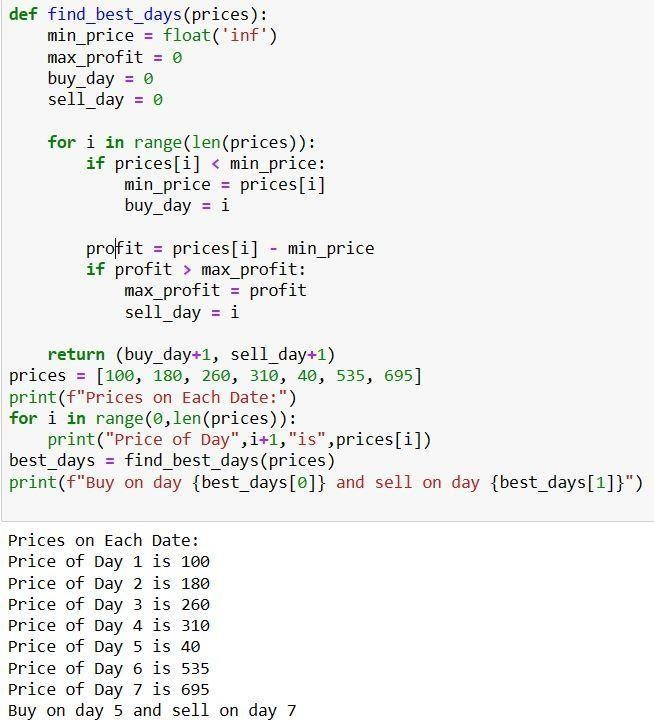 def find_best_days(prices):
    min_price = float('inf')
    max_profit = 0
    buy_day = 0
    sell_day = 0

    for i in range(len(prices)):
        if prices[i] < min_price:
            min_price = prices[i]
            buy_day = i

        profit = prices[i] - min_price
        if profit > max_profit:
            max_profit = profit
            sell_day = i

    return (buy_day+1, sell_day+1)
prices = [100, 180, 260, 310, 40, 535, 695]
print(f"Prices on Each Date:")
for i in range(0,len(prices)):
    print("Price of Day",i+1,"is",prices[i])
best_days = find_best_days(prices)
print(f"Buy on day {best_days[0]} and sell on day {best_days[1]}")

Prices on Each Date:
Price of Day 1 is 100
Price of Day 2 is 180
Price of Day 3 is 260
Price of Day 4 is 310
Price of Day 5 is 40
Price of Day 6 is 535
Price of Day 7 is 695
Buy on day 5 and sell on day 7